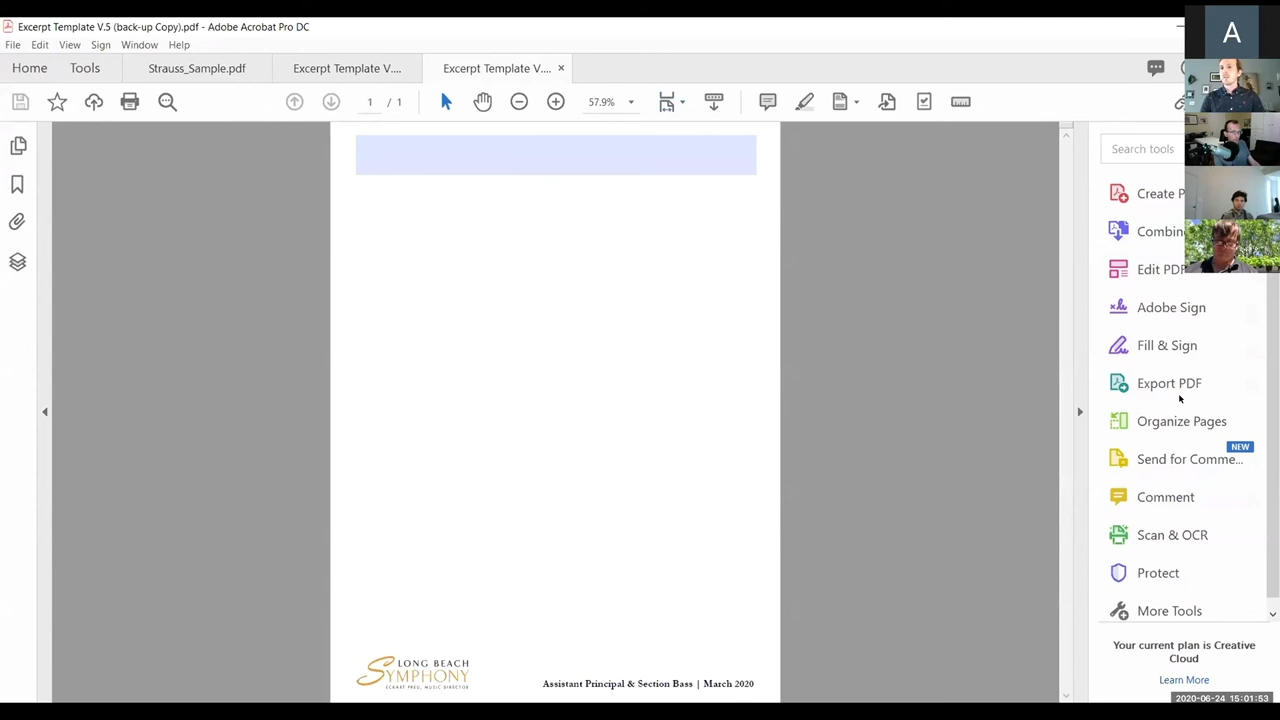 Excerpt Template V.5 (back-up Copy).pdf - Adobe Acrobat Pro DC
File Edit View Sign Window Help
Home Tools Strauss_Sample.pdf Excerpt Template V.... Excerpt Template V....
1 / 1 57.9%
A
Search tools
Create P
Combin
Edit PDF
Adobe Sign
Fill & Sign
Export PDF
Organize Pages
NEW
Send for Comme...
Comment
Scan & OCR
Protect
More Tools
Your current plan is Creative
Cloud
Learn More
LONG BEACH
SYMPHONY
ECKART PREU, MUSIC DIRECTOR
Assistant Principal & Section Bass | March 2020
2020-06-24 15:01:53